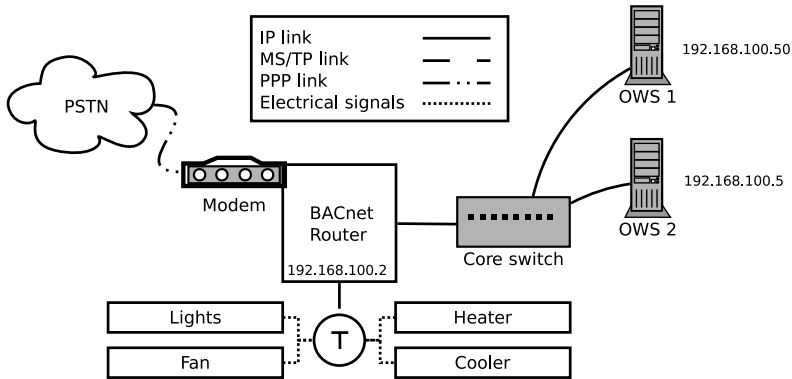 IP link
MS/TP link
PPP link
Electrical signals
PSTN
Modem
BACnet
Router
192.168.100.2
Core switch
OWS 1
192.168.100.50
OWS 2
192.168.100.5
Lights
Fan
T
Heater
Cooler